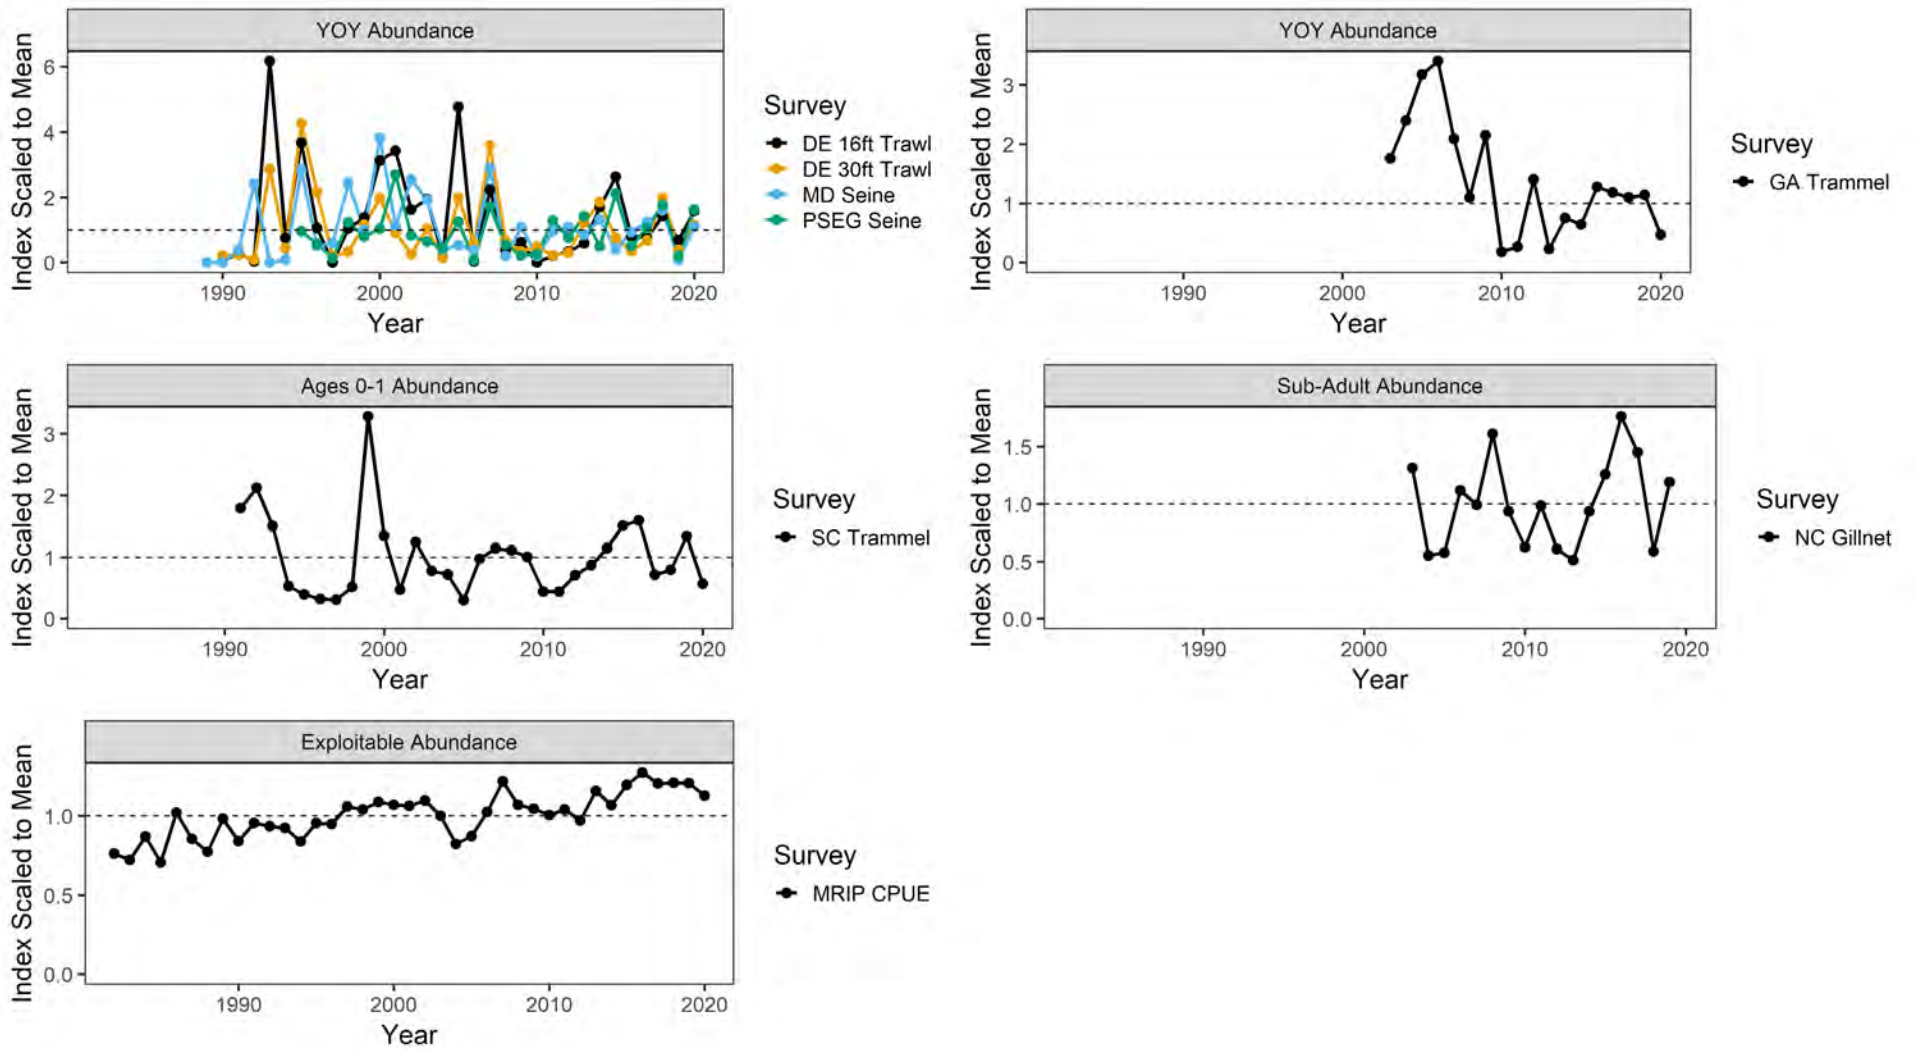 YOY Abundance
Index Scaled to Mean
6
4
2
0
1990
2000
2010
2020
Year
Survey
DE 16ft Trawl
DE 30ft Trawl
MD Seine
PSEG Seine
YOY Abundance
Index Scaled to Mean
3
2
1
0
1990
2000
2010
2020
Year
Survey
GA Trammel
Ages 0-1 Abundance
Index Scaled to Mean
3
2
1
0
1990
2000
2010
2020
Year
Survey
SC Trammel
Sub-Adult Abundance
Index Scaled to Mean
1.5
1.0
0.5
0.0
1990
2000
2010
2020
Year
Survey
NC Gillnet
Exploitable Abundance
Index Scaled to Mean
1.0
0.5
0.0
1990
2000
2010
2020
Year
Survey
MRIP CPUE